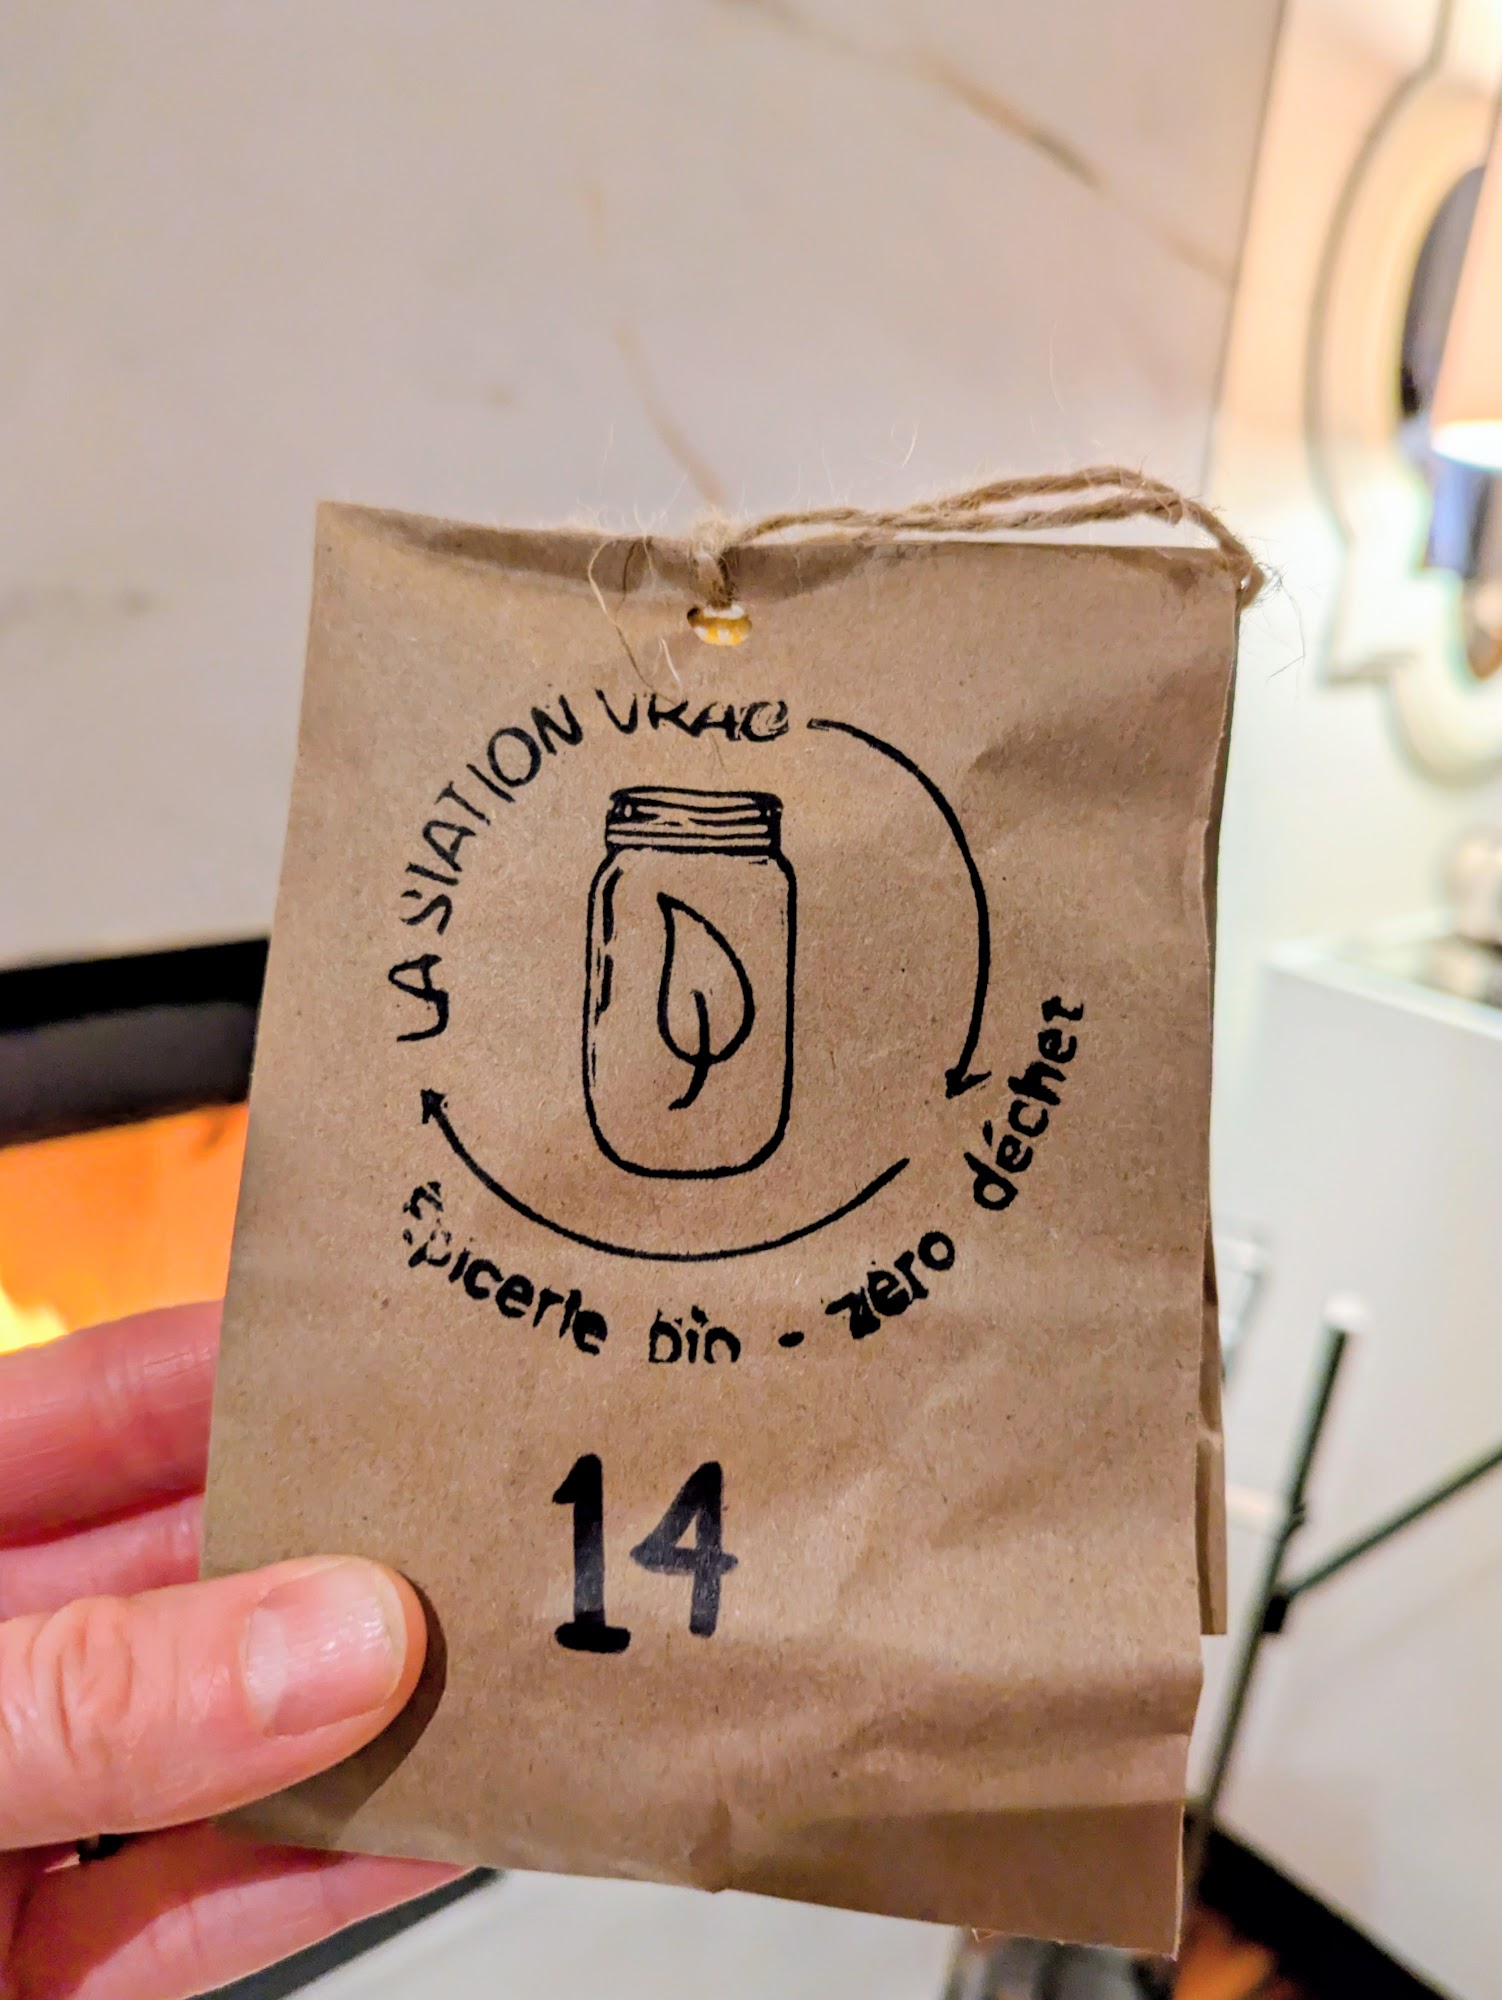 LA STATION VRAC
épicerie bio - zéro déchet
14